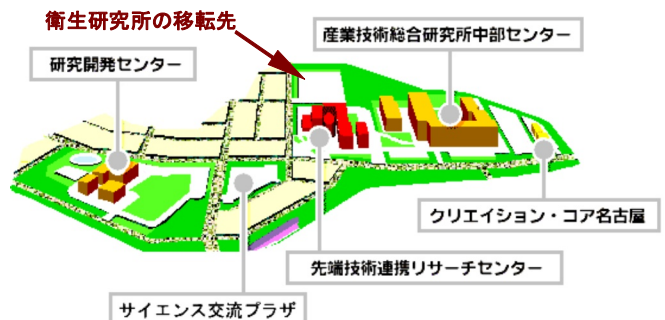 衛生研究所の移転先
産業技術総合研究所中部センター
研究開発センター
クリエイション・コア名古屋
先端技術連携リサーチセンター
サイエンス交流プラザ